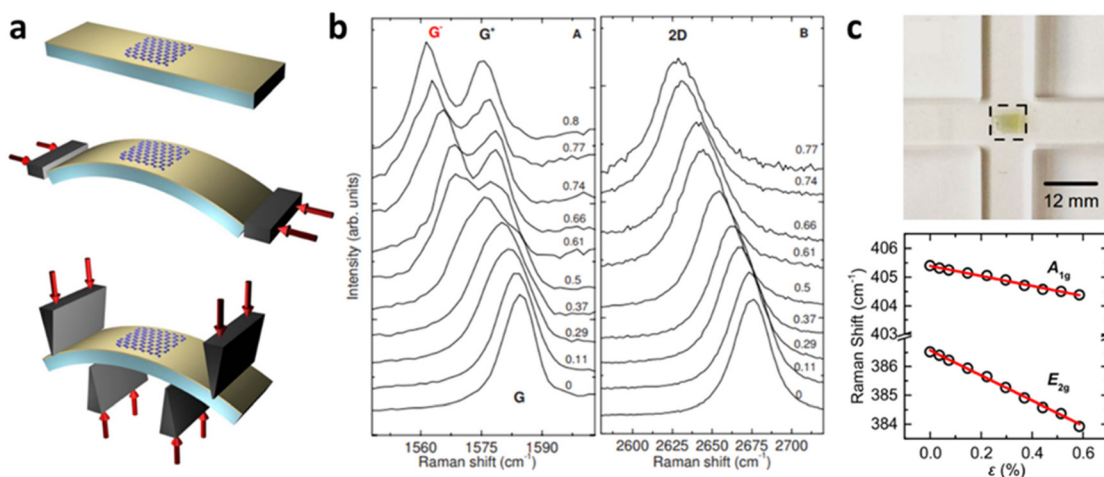 a
b
Intensity (arb. units)
G-
G+
A
0.8
0.77
0.74
0.66
0.61
0.5
0.37
0.29
0.11
0
G
1560
1575
1590
Raman shift (cm-1)
2D
B
0.77
0.74
0.66
0.61
0.5
0.37
0.29
0.11
0
2600
2625
2650
2675
2700
Raman shift (cm-1)
c
12 mm
Raman Shift (cm-1)
406
405
404
403
386
384
A1g
E2g
0.0
0.2
0.4
0.6
ε (%)